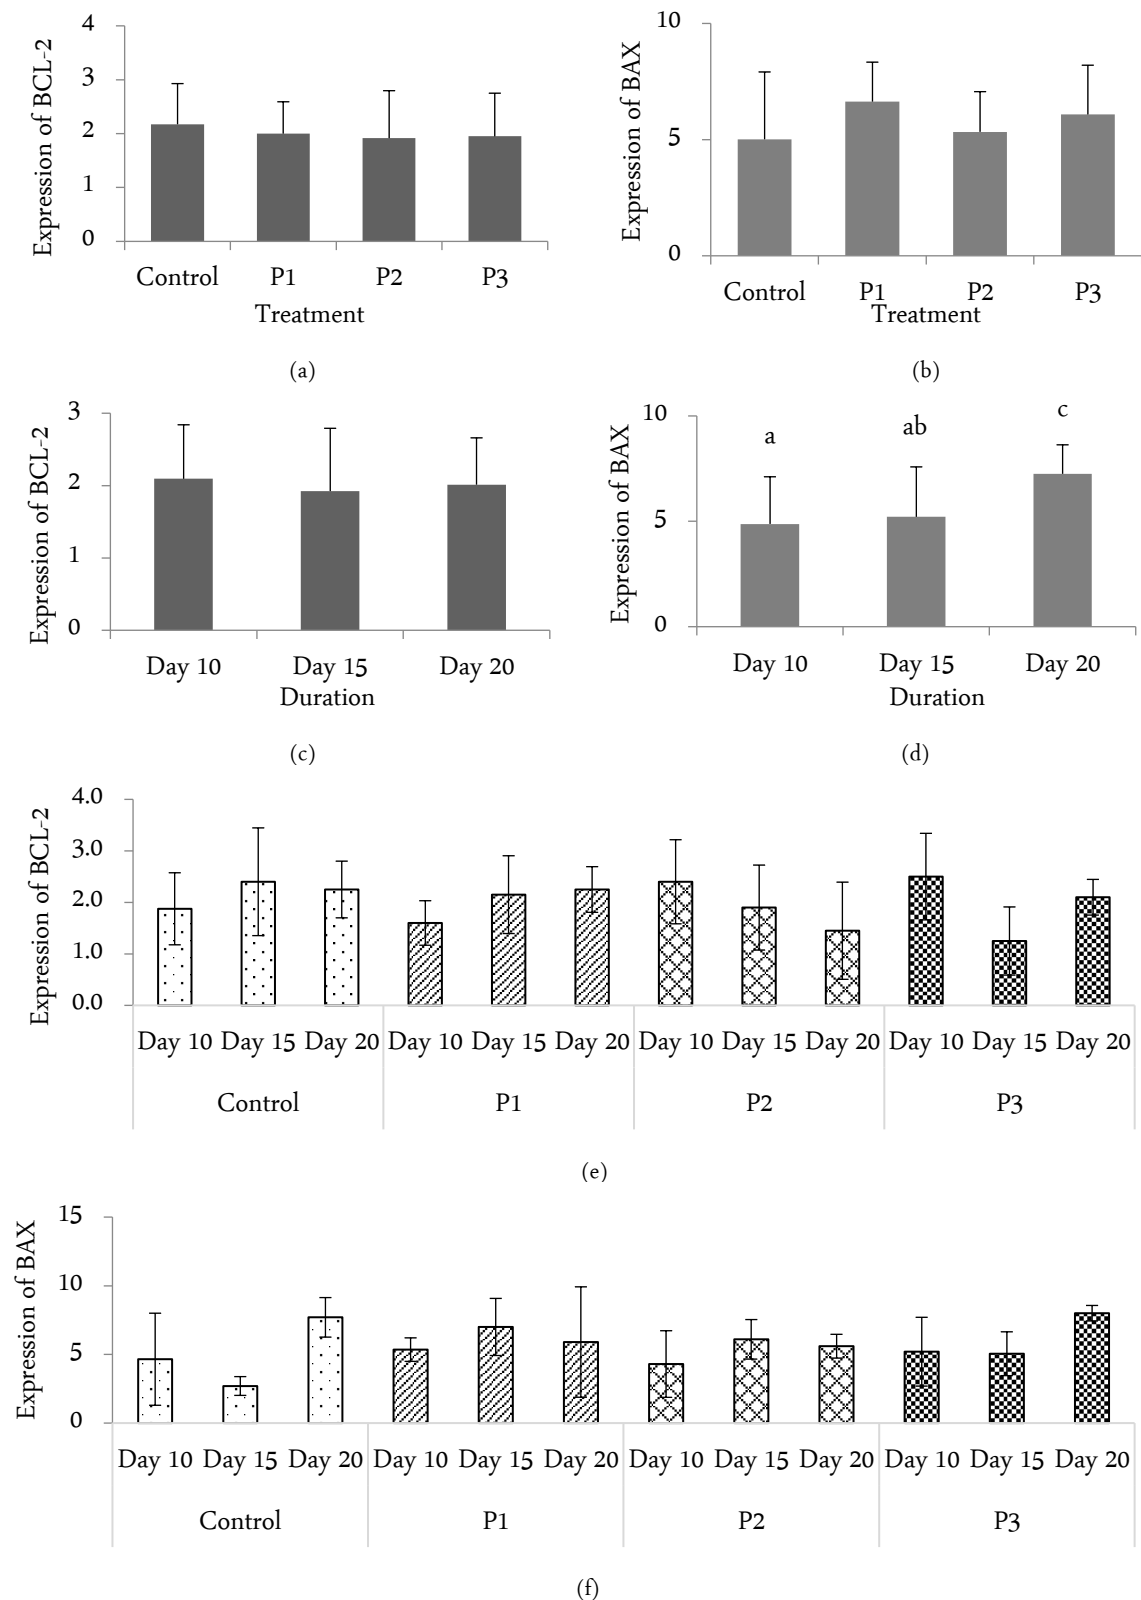 Expression of BCL-2
4
3
2
1
0
Control P1 P2 P3
Treatment
(a)
Expression of BAX
10
5
0
Control P1 P2 P3
Treatment
(b)
Expression of BCL-2
3
2
1
0
Day 10 Day 15 Day 20
Duration
(c)
Expression of BAX
10
5
0
a ab c
Day 10 Day 15 Day 20
Duration
(d)
Expression of BCL-2
4.0
3.0
2.0
1.0
0.0
Day 10 Day 15 Day 20 Day 10 Day 15 Day 20 Day 10 Day 15 Day 20 Day 10 Day 15 Day 20
Control P1 P2 P3
(e)
Expression of BAX
15
10
5
0
Day 10 Day 15 Day 20 Day 10 Day 15 Day 20 Day 10 Day 15 Day 20 Day 10 Day 15 Day 20
Control P1 P2 P3
(f)